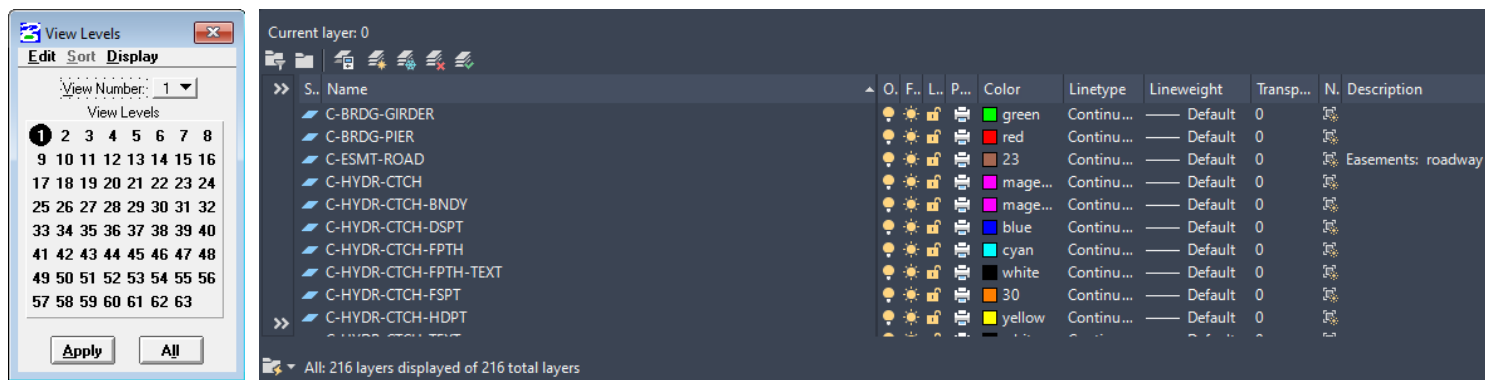 View Levels
Edit Sort Display
View Number: 1
View Levels
1 2 3 4 5 6 7 8
9 10 11 12 13 14 15 16
17 18 19 20 21 22 23 24
25 26 27 28 29 30 31 32
33 34 35 36 37 38 39 40
41 42 43 44 45 46 47 48
49 50 51 52 53 54 55 56
57 58 59 60 61 62 63
Apply All
Current layer: 0
S.. Name O. F.. L.. P... Color Linetype Lineweight Transp... N. Description
C-BRDG-GIRDER green Continu... Default 0
C-BRDG-PIER red Continu... Default 0
C-ESMT-ROAD 23 Continu... Default 0 Easements: roadway
C-HYDR-CTCH mage... Continu... Default 0
C-HYDR-CTCH-BNDY mage... Continu... Default 0
C-HYDR-CTCH-DSPT blue Continu... Default 0
C-HYDR-CTCH-FPTH cyan Continu... Default 0
C-HYDR-CTCH-FPTH-TEXT white Continu... Default 0
C-HYDR-CTCH-FSPT 30 Continu... Default 0
C-HYDR-CTCH-HDPT yellow Continu... Default 0
All: 216 layers displayed of 216 total layers